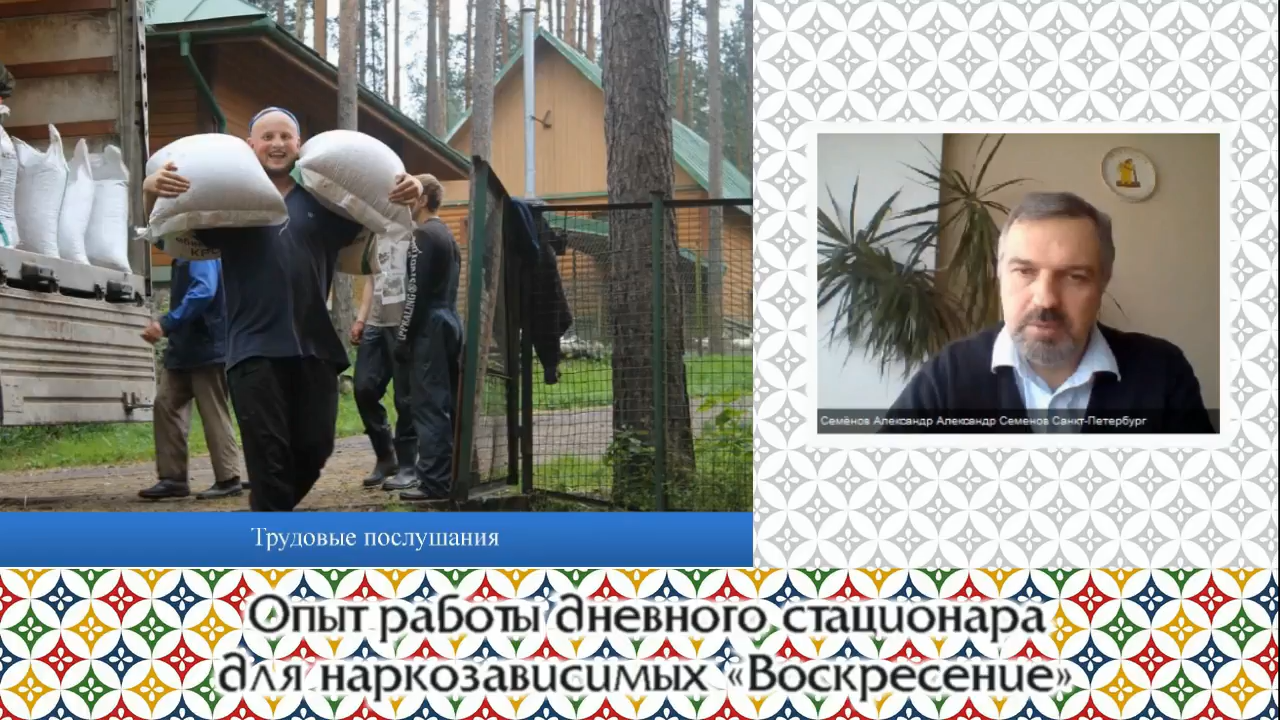 Трудовые послушания
Семёнов Александр Александр Семенов Санкт-Петербург
Опыт работы дневного стационара
для наркозависимых «Воскресение»